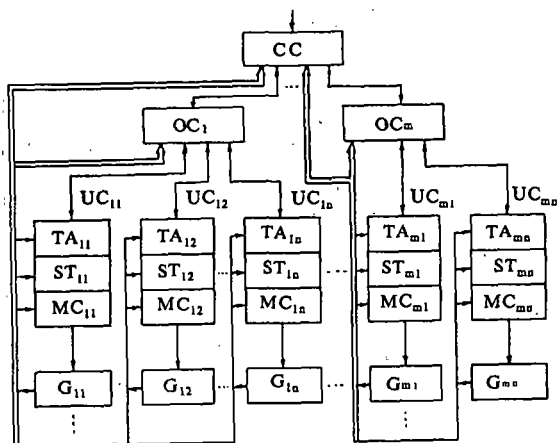 CC
OC₁ OCₘ
UC₁₁ UC₁₂ UC₁ₙ UCₘ₁ UCₘₙ
TA₁₁ TA₁₂ TA₁ₙ TAₘ₁ TAₘₙ
ST₁₁ ST₁₂ ST₁ₙ STₘ₁ STₘₙ
MC₁₁ MC₁₂ MC₁ₙ MCₘ₁ MCₘₙ
G₁₁ G₁₂ G₁ₙ Gₘ₁ Gₘₙ